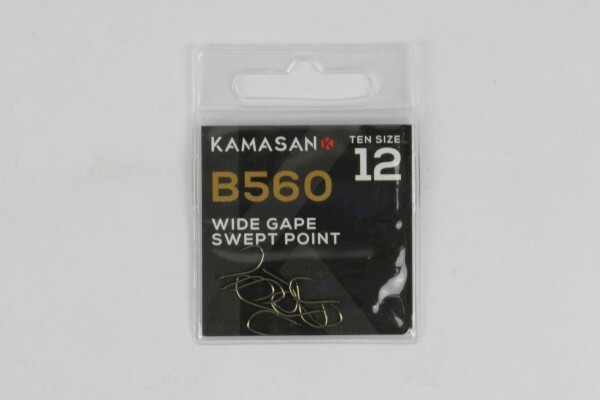 KAMASAN K
TEN SIZE
12
B560
WIDE GAPE
SWEPT POINT